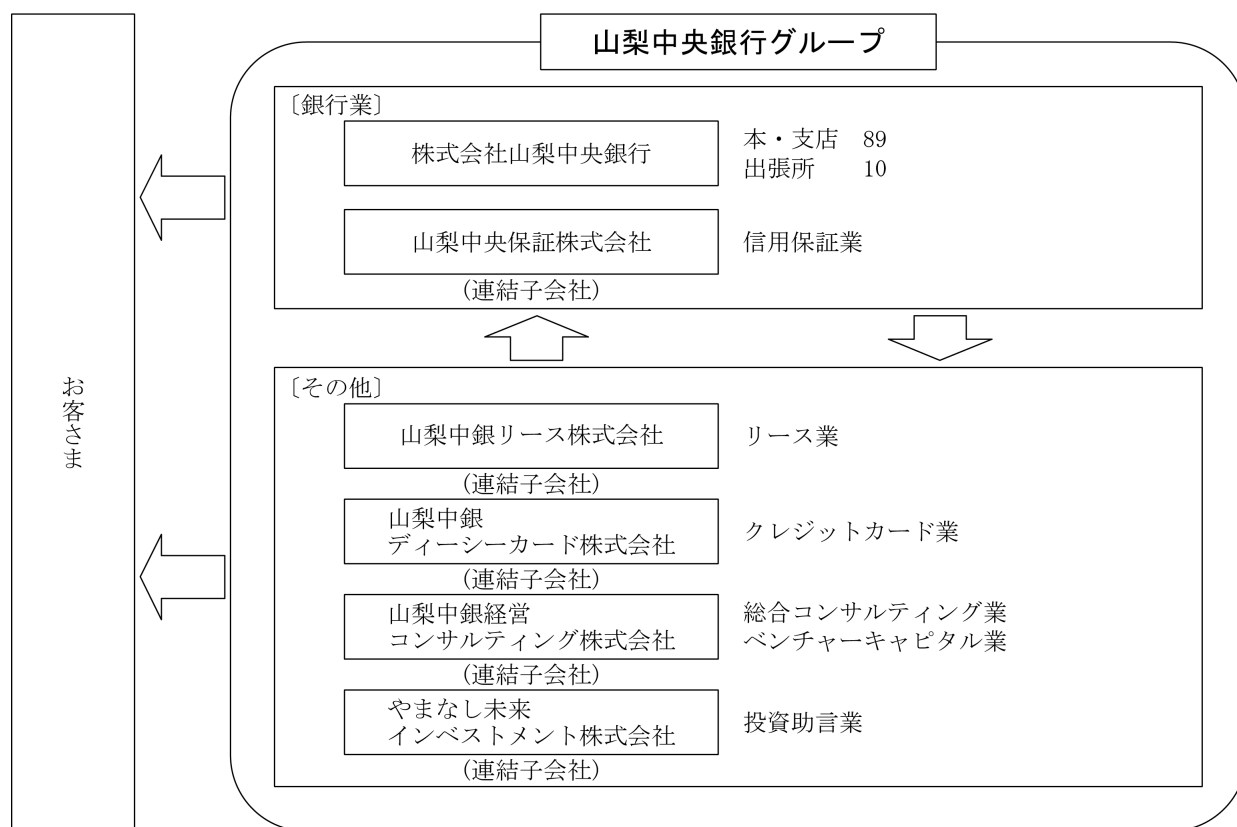 山梨中央銀行グループ
〔銀行業〕
株式会社山梨中央銀行
本・支店 89
出張所 10
山梨中央保証株式会社
信用保証業
(連結子会社)
お客さま
〔その他〕
山梨中銀リース株式会社
リース業
(連結子会社)
山梨中銀
ディーシーカード株式会社
クレジットカード業
(連結子会社)
山梨中銀経営
コンサルティング株式会社
総合コンサルティング業
ベンチャーキャピタル業
(連結子会社)
やまなし未来
インベストメント株式会社
投資助言業
(連結子会社)